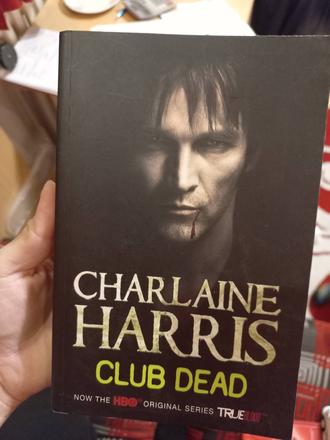 CHARLAINE
HARRIS
CLUB DEAD
NOW THE HBO ORIGINAL SERIES TRUE BLOOD